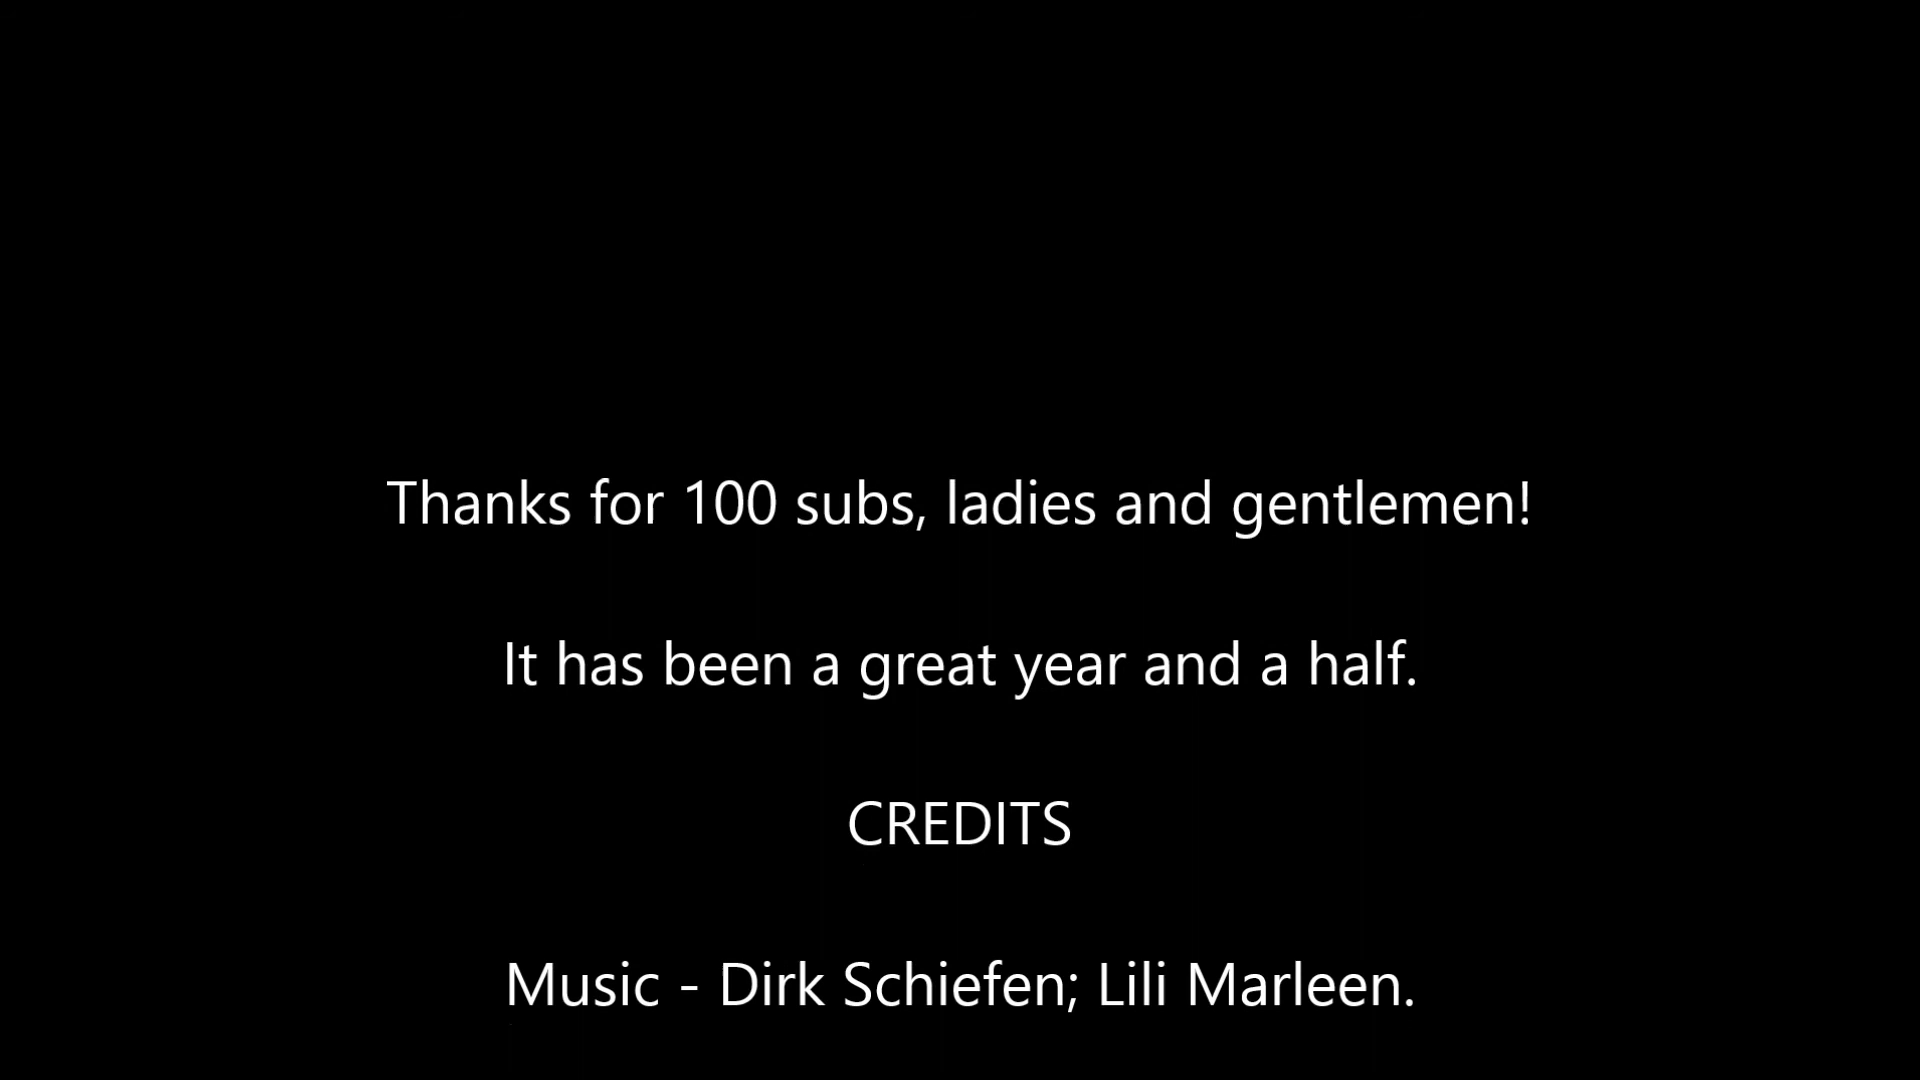 Thanks for 100 subs, ladies and gentlemen!
It has been a great year and a half.
CREDITS
Music - Dirk Schiefen; Lili Marleen.